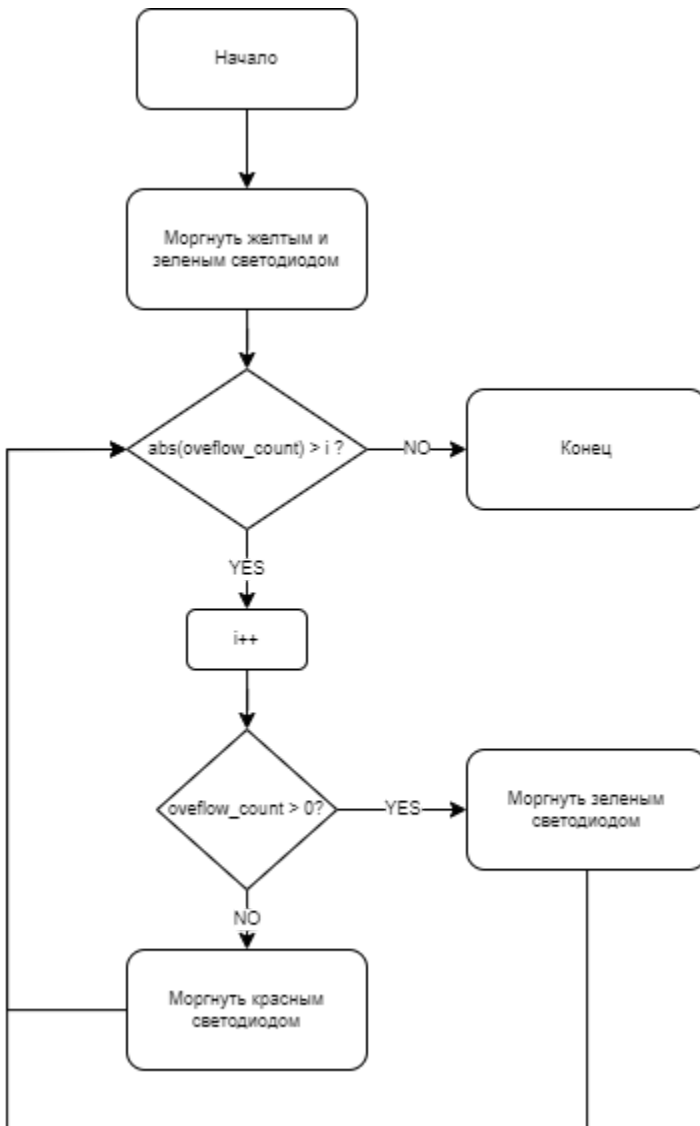 Начало
Моргнуть желтым и
зеленым светодиодом
abs(oveflow_count) > i ?
NO
Конец
YES
i++
oveflow_count > 0?
YES
Моргнуть зеленым
светодиодом
NO
Моргнуть красным
светодиодом